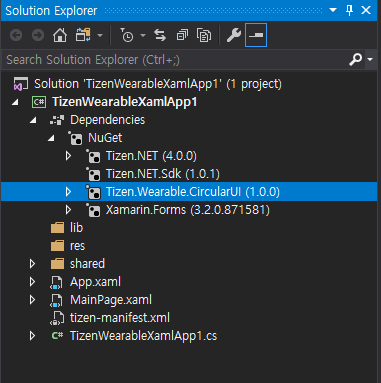 Solution Explorer
Search Solution Explorer (Ctrl+;)
Solution 'TizenWearableXamlApp1' (1 project)
C# TizenWearableXamlApp1
Dependencies
NuGet
Tizen.NET (4.0.0)
Tizen.NET.Sdk (1.0.1)
Tizen.Wearable.CircularUI (1.0.0)
Xamarin.Forms (3.2.0.871581)
lib
res
shared
App.xaml
MainPage.xaml
tizen-manifest.xml
C# TizenWearableXamlApp1.cs